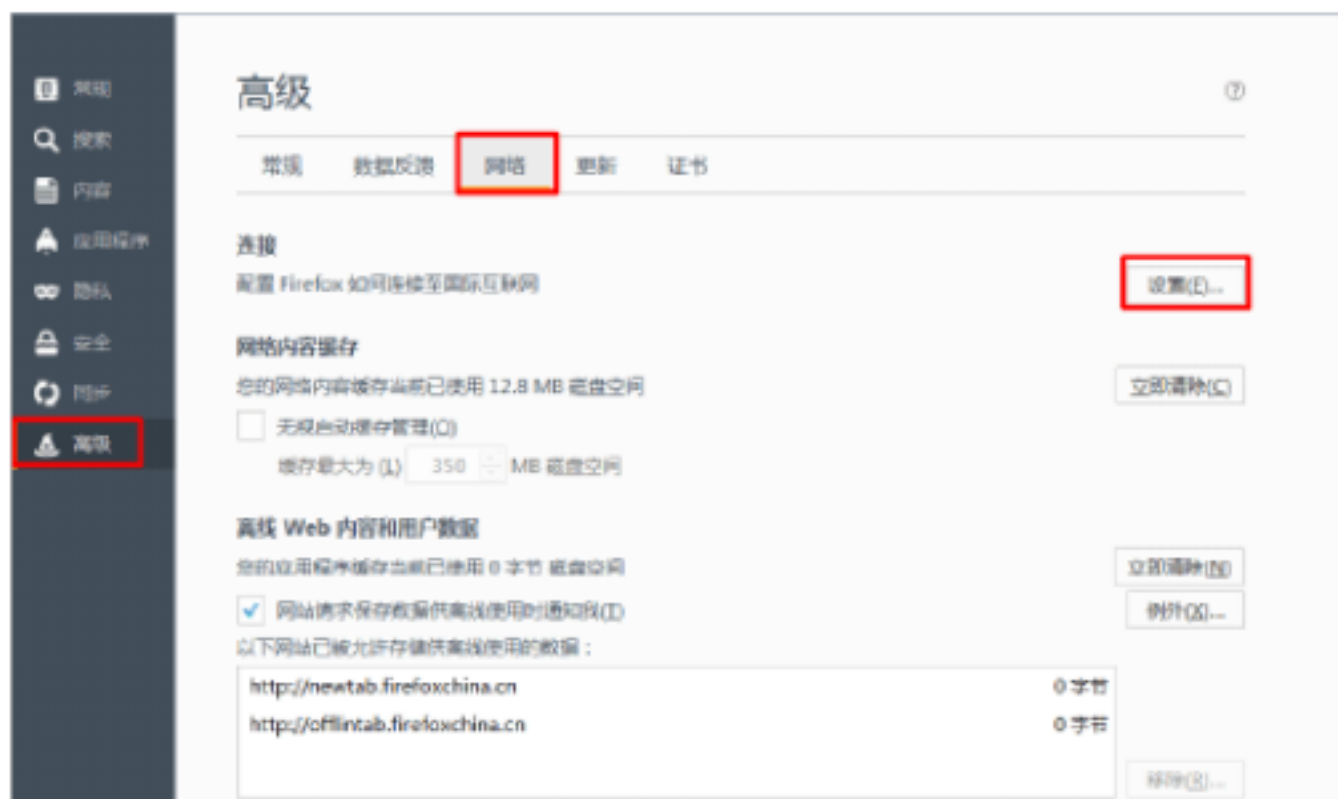 常规
搜索
内容
应用程序
隐私
安全
同步
高级
高级
常规 数据反馈 网络 更新 证书
连接
配置 Firefox 如何连接至国际互联网 设置(E)...
网络内容缓存
您的网络内容缓存当前已使用 12.8 MB 磁盘空间 立即清除(C)
无视自动缓存管理(O)
缓存最大为 (L) 350 MB 磁盘空间
离线 Web 内容和用户数据
您的应用程序缓存当前已使用 0 字节 磁盘空间 立即清除(N)
网站请求保存数据供离线使用时通知我(T) 例外(X)...
以下网站已被允许存储供离线使用的数据：
http://newtab.firefoxchina.cn 0 字节
http://offlintab.firefoxchina.cn 0 字节
移除(R)...